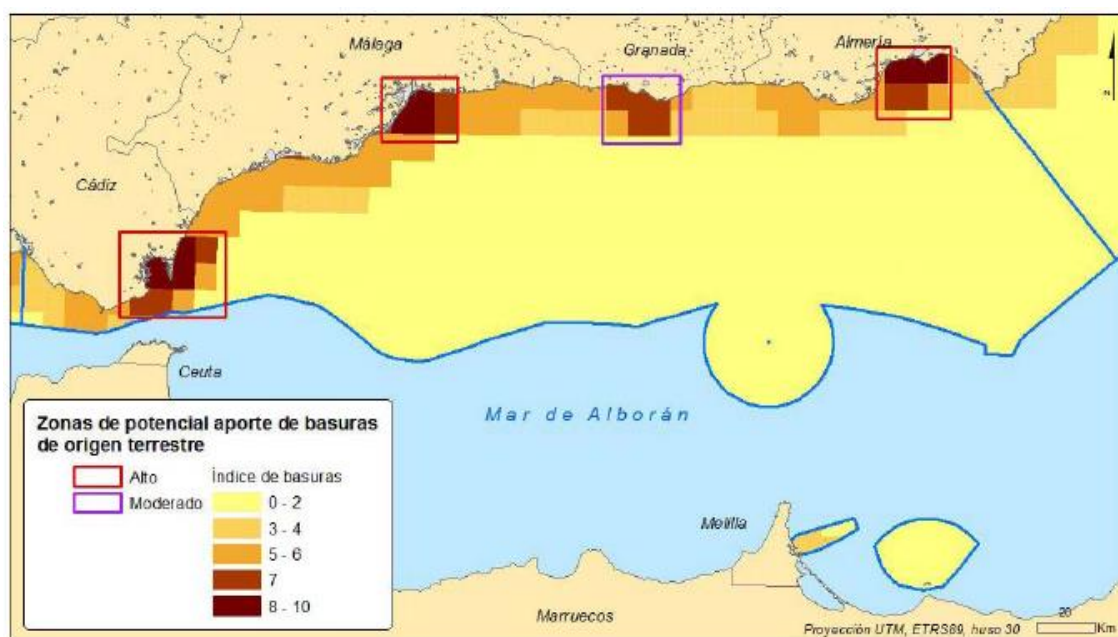 Málaga
Granada
Almería
Cádiz
Ceuta
Mar de Alborán
Zonas de potencial aporte de basuras
de origen terrestre
Alto
Moderado
Índice de basuras
0 - 2
3 - 4
5 - 6
7
8 - 10
Melilla
Marruecos
20
Km
Proyección UTM, ETRS89, huso 30